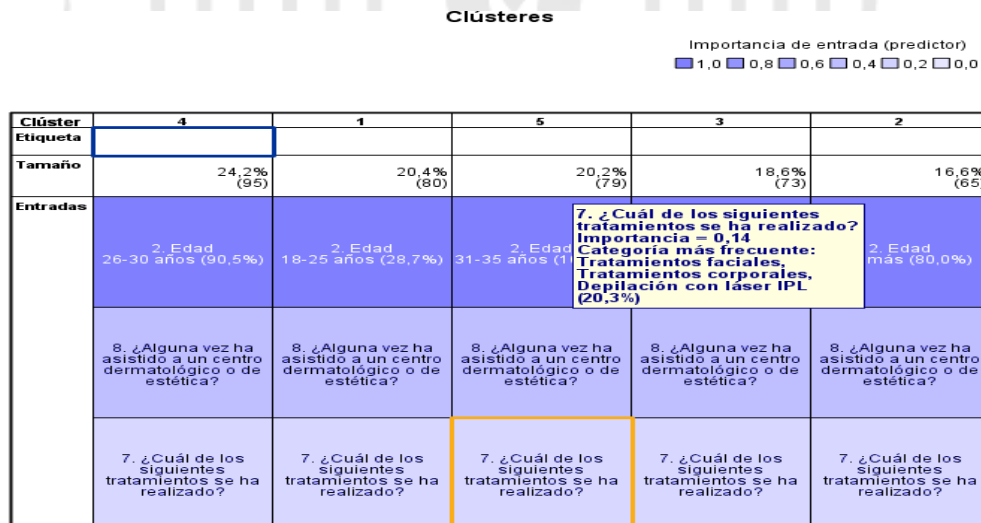 Clústeres
Importancia de entrada (predictor)
1,0 0,8 0,6 0,4 0,2 0,0
Clúster 4 1 5 3 2
Etiqueta
Tamaño
24,2% 20,4% 20,2% 18,6% 16,6%
(95) (80) (79) (73) (65)
Entradas
2. Edad
26-30 años (90,5%)
2. Edad
18-25 años (28,7%)
2. Edad
31-35 años
7. ¿Cuál de los siguientes
tratamientos se ha realizado?
Importancia = 0,14
Categoría más frecuente:
Tratamientos faciales,
Tratamientos corporales,
Depilación con láser IPL
(20,3%)
2. Edad
más (80,0%)
8. ¿Alguna vez ha
asistido a un centro
dermatológico o de
estética?
8. ¿Alguna vez ha
asistido a un centro
dermatológico o de
estética?
8. ¿Alguna vez ha
asistido a un centro
dermatológico o de
estética?
8. ¿Alguna vez ha
asistido a un centro
dermatológico o de
estética?
8. ¿Alguna vez ha
asistido a un centro
dermatológico o de
estética?
7. ¿Cuál de los
siguientes
tratamientos se ha
realizado?
7. ¿Cuál de los
siguientes
tratamientos se ha
realizado?
7. ¿Cuál de los
siguientes
tratamientos se ha
realizado?
7. ¿Cuál de los
siguientes
tratamientos se ha
realizado?
7. ¿Cuál de los
siguientes
tratamientos se ha
realizado?